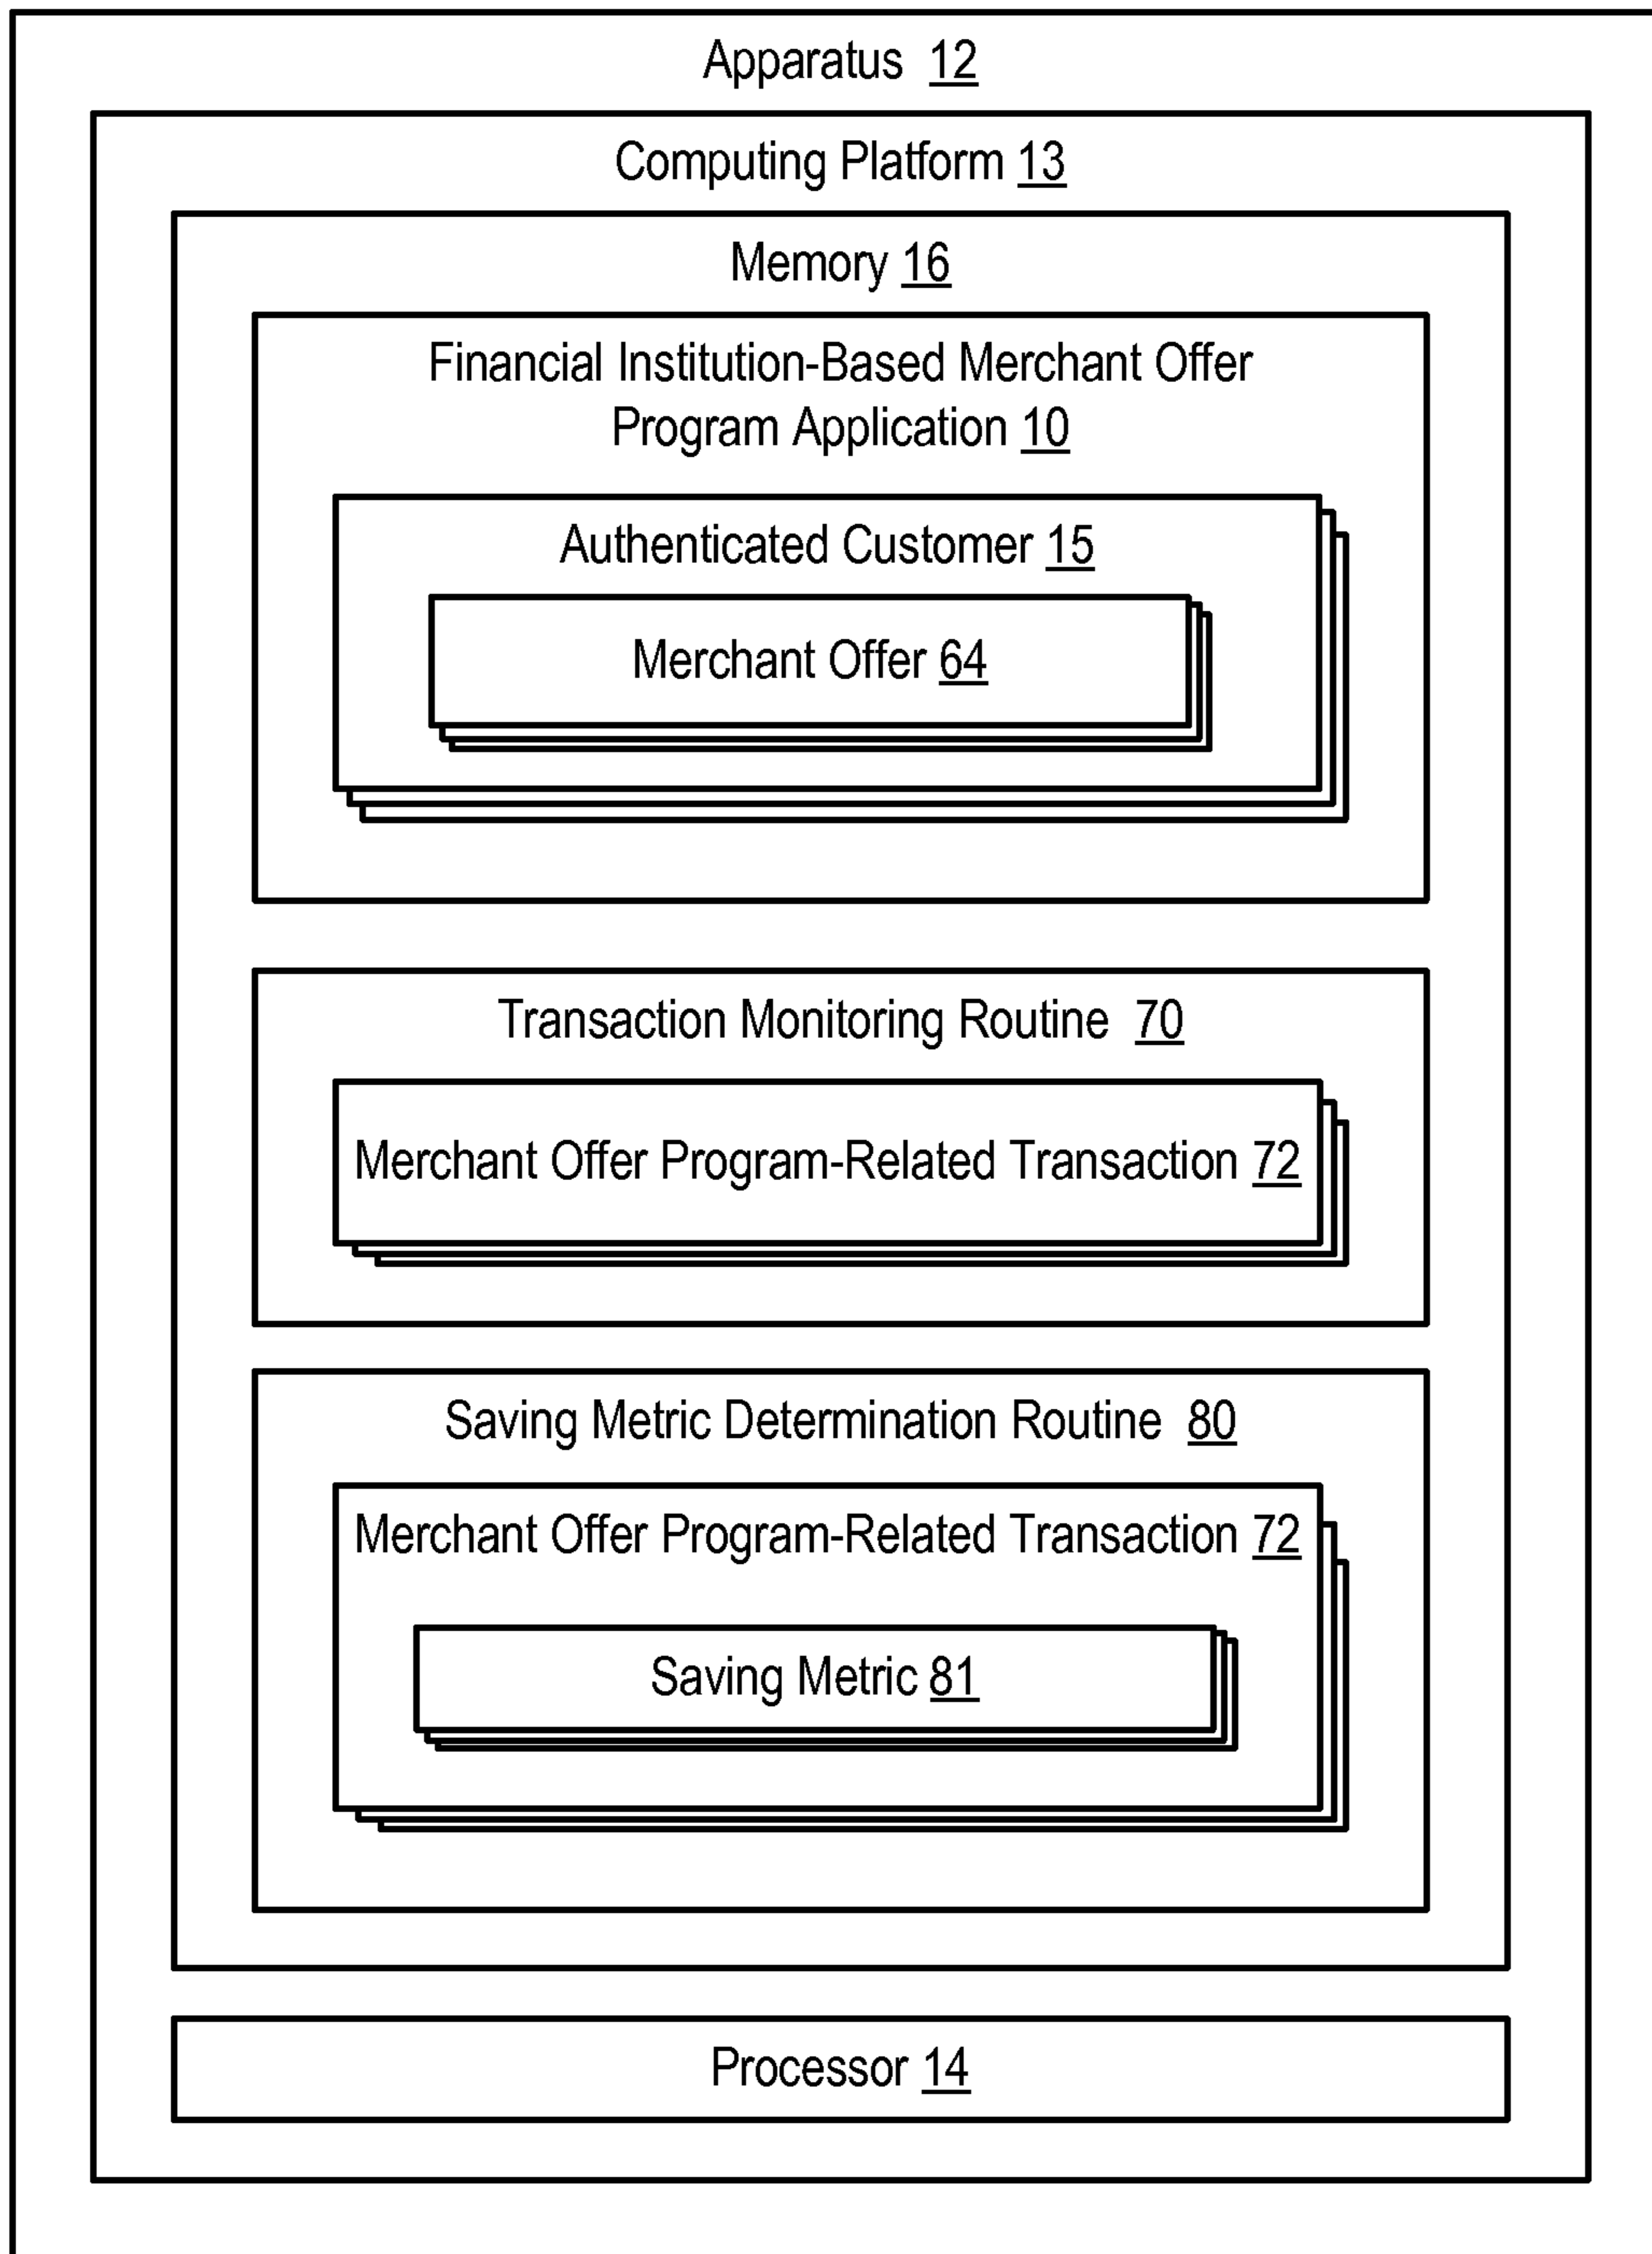 Apparatus 12
Computing Platform 13
Memory 16
Financial Institution-Based Merchant Offer
Program Application 10
Authenticated Customer 15
Merchant Offer 64
Transaction Monitoring Routine 70
Merchant Offer Program-Related Transaction 72
Saving Metric Determination Routine 80
Merchant Offer Program-Related Transaction 72
Saving Metric 81
Processor 14